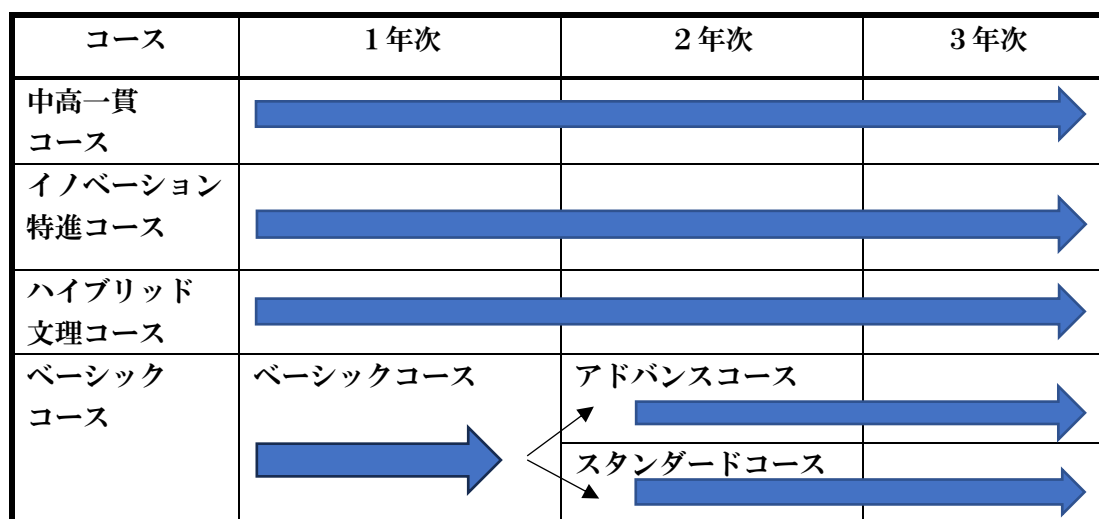 コース
１年次
２年次
３年次
中高一貫
コース
イノベーション
特進コース
ハイブリッド
文理コース
ベーシック
コース
ベーシックコース
アドバンスコース
スタンダードコース